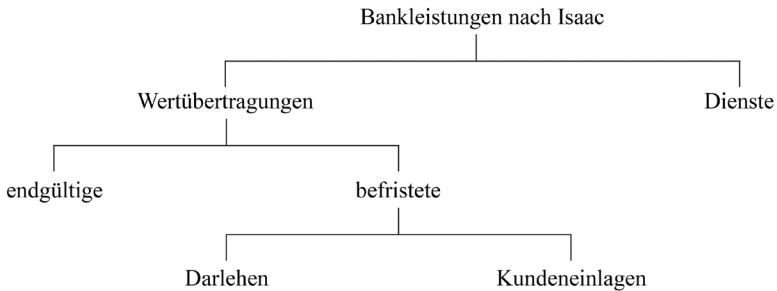 Bankleistungen nach Isaac
Wertübertragungen
Dienste
endgültige
befristete
Darlehen
Kundeneinlagen